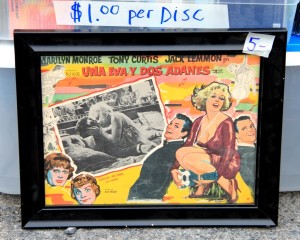 $1.00 per Disc
5-
MARILYN MONROE TONY CURTIS JACK LEMMON
UNA EVA Y DOS ADANES